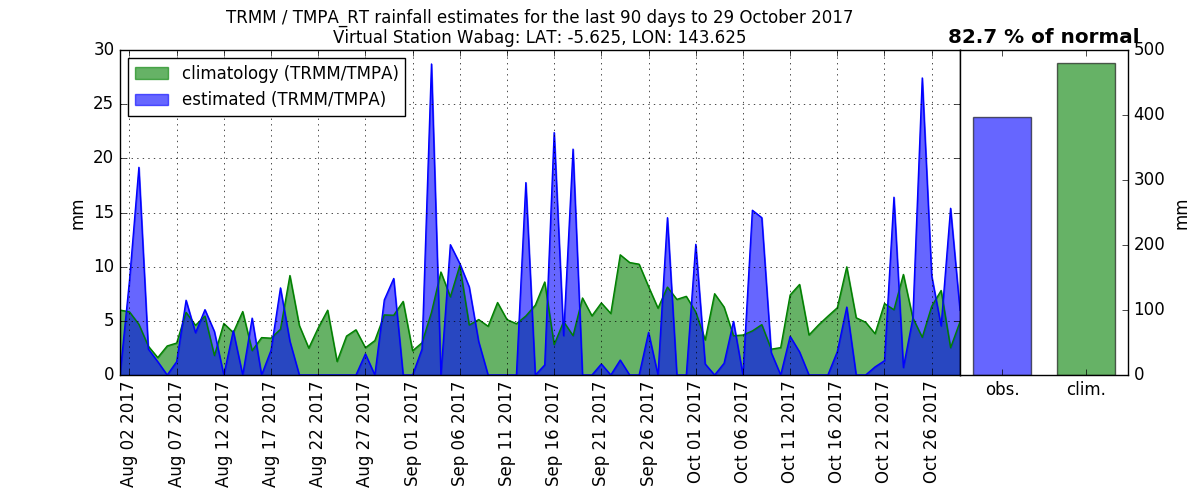 TRMM / TMPA_RT rainfall estimates for the last 90 days to 29 October 2017
Virtual Station Wabag: LAT: -5.625, LON: 143.625
82.7 % of normal
climatology (TRMM/TMPA)
estimated (TRMM/TMPA)
30
25
20
15
10
5
0
mm
500
400
300
200
100
0
mm
obs.
clim.
Aug 02 2017
Aug 07 2017
Aug 12 2017
Aug 17 2017
Aug 22 2017
Aug 27 2017
Sep 01 2017
Sep 06 2017
Sep 11 2017
Sep 16 2017
Sep 21 2017
Sep 26 2017
Oct 01 2017
Oct 06 2017
Oct 11 2017
Oct 16 2017
Oct 21 2017
Oct 26 2017